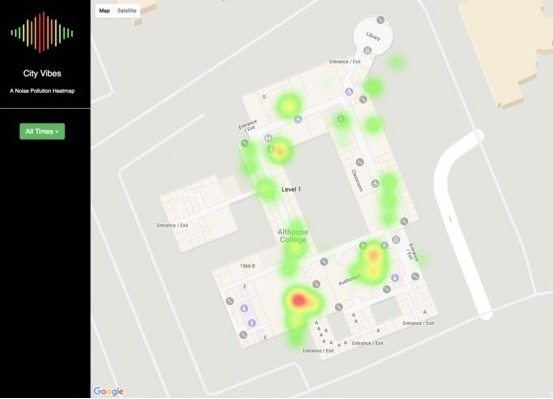 City Vibes
A Noise Pollution Heatmap
All Times
Map Satellite
Library
Entrance / Exit
D
Entrance / Exit
Level 1
Classroom
Entrance / Exit
Althouse
College
Entrance / Exit
1066 B
Auditorium
F
E
A
A
A
A
A
A
A
A
A
A
Entrance / Exit
Entrance / Exit
Entrance / Exit
Google